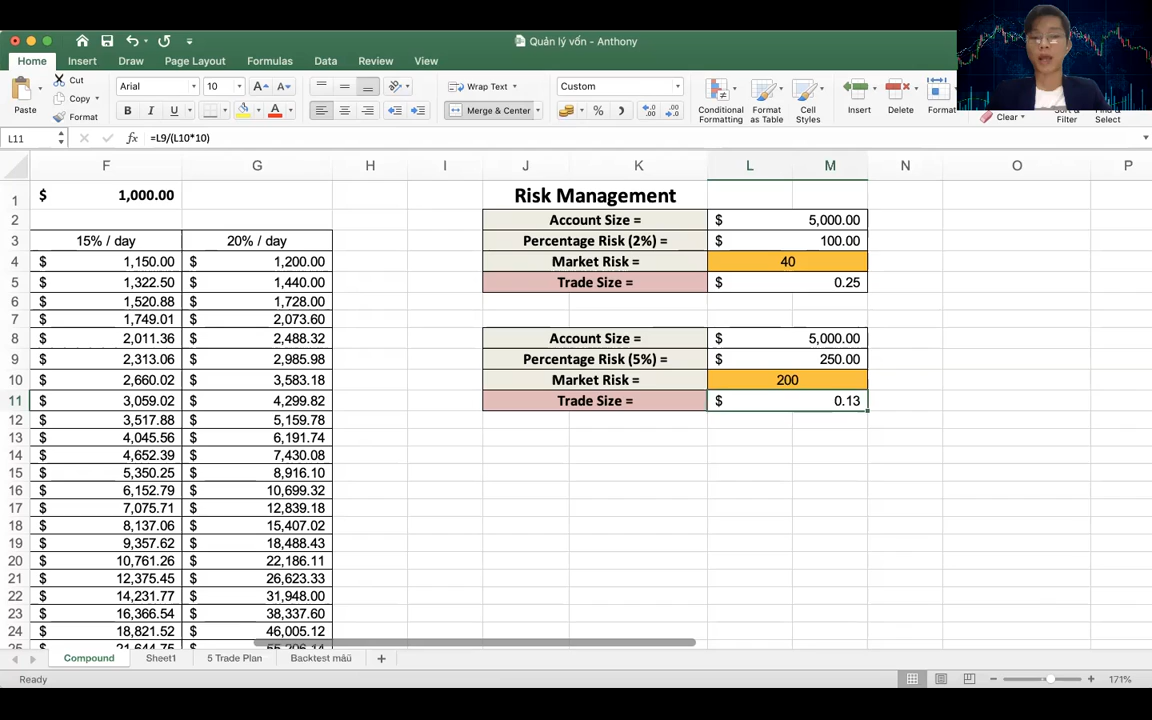 Quản lý vốn - Anthony
Home Insert Draw Page Layout Formulas Data Review View
Paste Cut Copy Format
Arial 10 A A
B I U A
Wrap Text
Merge & Center
Custom
%
Conditional Formatting
Format as Table
Cell Styles
Insert Delete Format
Clear
Filter
Select
L11 fx =L9/(L10*10)
F G H I J K L M N O P
1 $ 1,000.00 Risk Management
2 Account Size = $ 5,000.00
3 15% / day 20% / day Percentage Risk (2%) = $ 100.00
4 $ 1,150.00 $ 1,200.00 Market Risk = 40
5 $ 1,322.50 $ 1,440.00 Trade Size = $ 0.25
6 $ 1,520.88 $ 1,728.00
7 $ 1,749.01 $ 2,073.60
8 $ 2,011.36 $ 2,488.32 Account Size = $ 5,000.00
9 $ 2,313.06 $ 2,985.98 Percentage Risk (5%) = $ 250.00
10 $ 2,660.02 $ 3,583.18 Market Risk = 200
11 $ 3,059.02 $ 4,299.82 Trade Size = $ 0.13
12 $ 3,517.88 $ 5,159.78
13 $ 4,045.56 $ 6,191.74
14 $ 4,652.39 $ 7,430.08
15 $ 5,350.25 $ 8,916.10
16 $ 6,152.79 $ 10,699.32
17 $ 7,075.71 $ 12,839.18
18 $ 8,137.06 $ 15,407.02
19 $ 9,357.62 $ 18,488.43
20 $ 10,761.26 $ 22,186.11
21 $ 12,375.45 $ 26,623.33
22 $ 14,231.77 $ 31,948.00
23 $ 16,366.54 $ 38,337.60
24 $ 18,821.52 $ 46,005.12
Compound Sheet1 5 Trade Plan Backtest mẫu +
Ready 171%